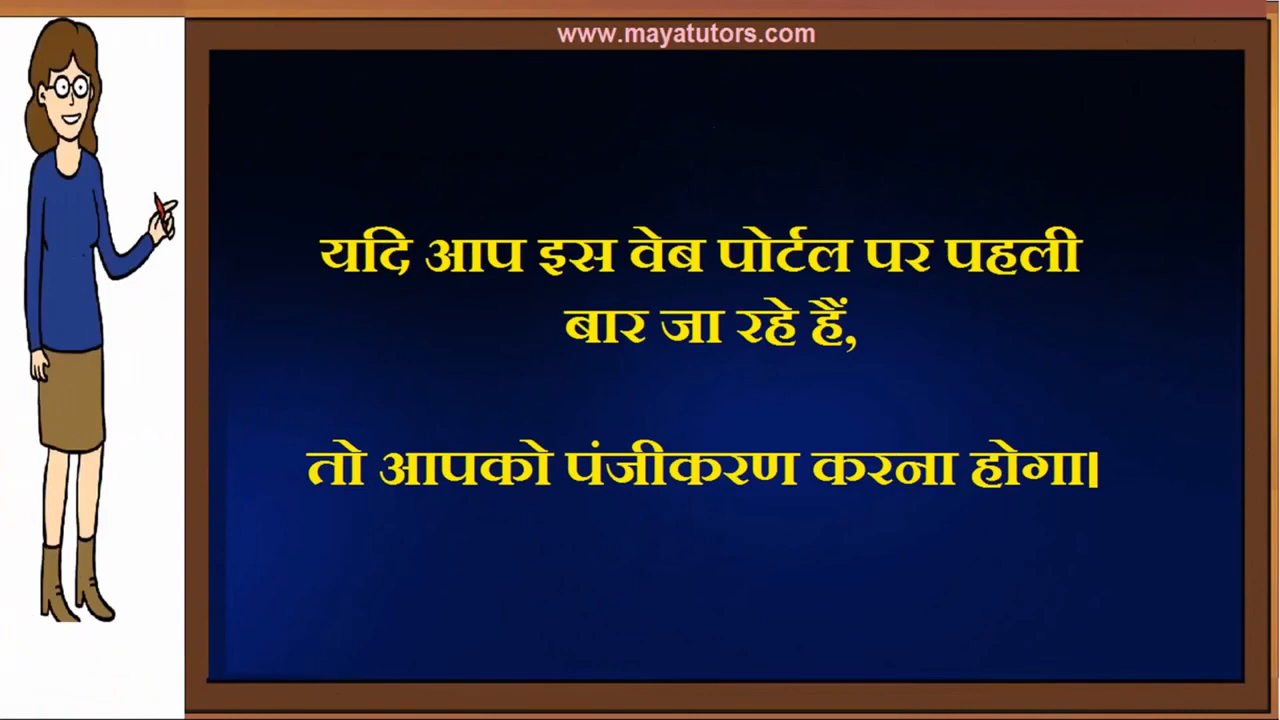 www.mayatutors.com
यदि आप इस वेब पोर्टल पर पहली
बार जा रहे हैं,
तो आपको पंजीकरण करना होगा।